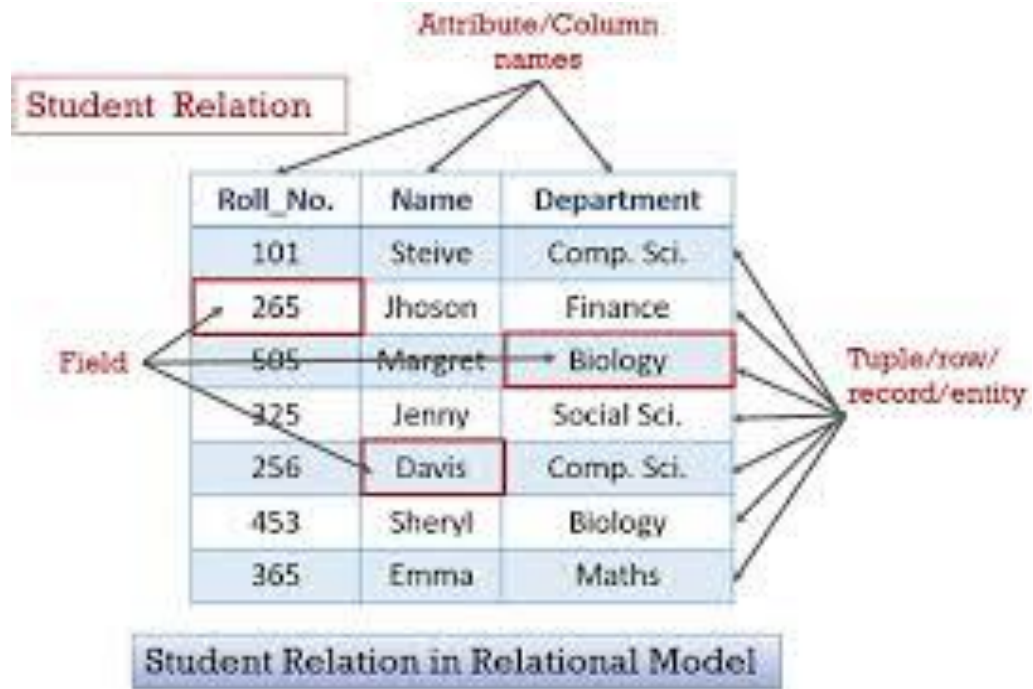 Attribute/Column
names
Student Relation
Roll_No. Name Department
101 Steive Comp. Sci.
265 Jhoson Finance
Field 505 Margret Biology Tuple/row/
record/entity
325 Jenny Social Sci.
256 Davis Comp. Sci.
453 Sheryl Biology
365 Emma Maths
Student Relation in Relational Model